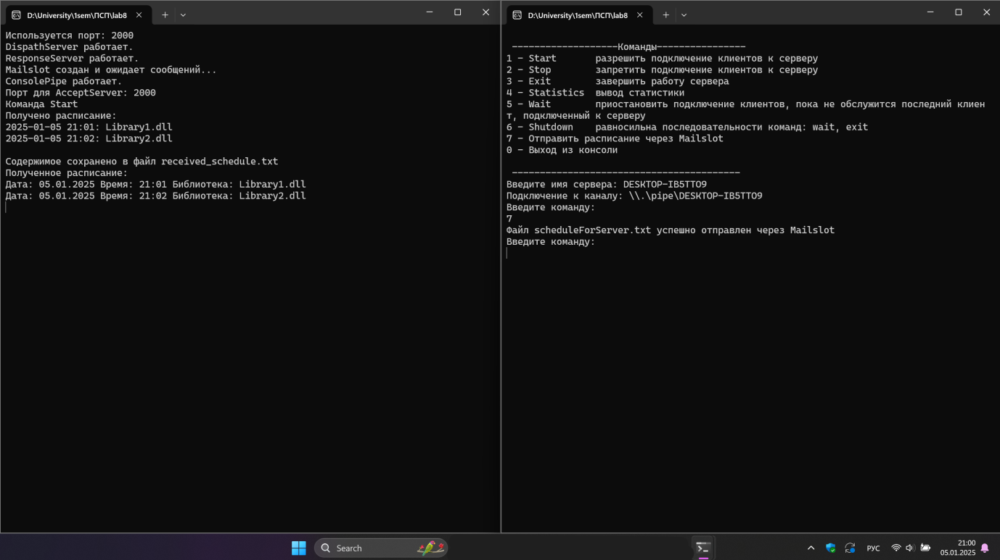 D:\University\1sem\ПСП\lab8
Используется порт: 2000
DispathServer работает.
ResponseServer работает.
Mailslot создан и ожидает сообщений...
ConsolePipe работает.
Порт для AcceptServer: 2000
Команда Start
Получено расписание:
2025-01-05 21:01: Library1.dll
2025-01-05 21:02: Library2.dll
Содержимое сохранено в файл received_schedule.txt
Полученное расписание:
Дата: 05.01.2025 Время: 21:01 Библиотека: Library1.dll
Дата: 05.01.2025 Время: 21:02 Библиотека: Library2.dll
D:\University\1sem\ПСП\lab8
-------------------Команды----------------
1 - Start разрешить подключение клиентов к серверу
2 - Stop запретить подключение клиентов к серверу
3 - Exit завершить работу сервера
4 - Statistics вывод статистики
5 - Wait приостановить подключение клиентов, пока не обслужится последний клиен
т, подключенный к серверу
6 - Shutdown равносильна последовательности команд: wait, exit
7 - Отправить расписание через Mailslot
0 - Выход из консоли
-----------------------------------------
Введите имя сервера: DESKTOP-IB5TTO9
Подключение к каналу: \\.\pipe\DESKTOP-IB5TTO9
Введите команду:
7
Файл scheduleForServer.txt успешно отправлен через Mailslot
Введите команду:
Search
РУС
21:00
05.01.2025